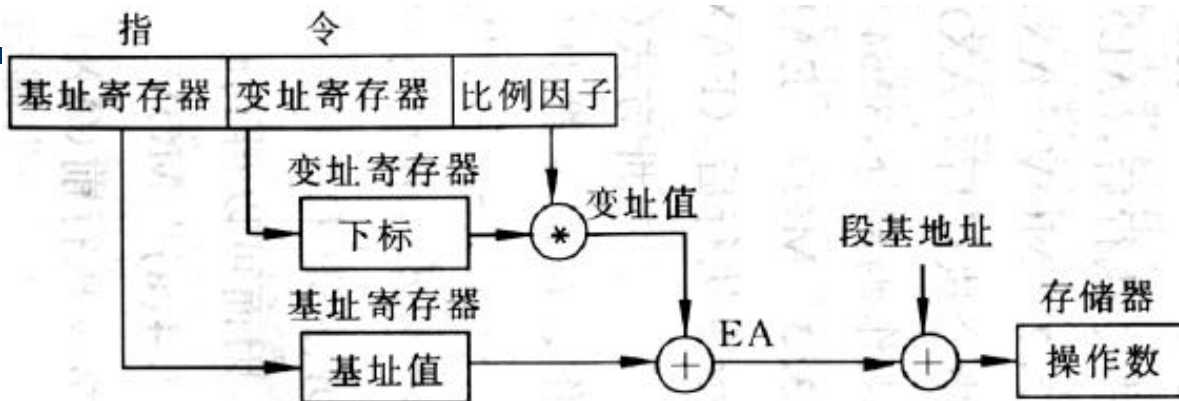 指 令
基址寄存器 变址寄存器 比例因子
变址寄存器
下标
*
变址值
段基地址
基址寄存器
存储器
基址值
+
EA
+
操作数